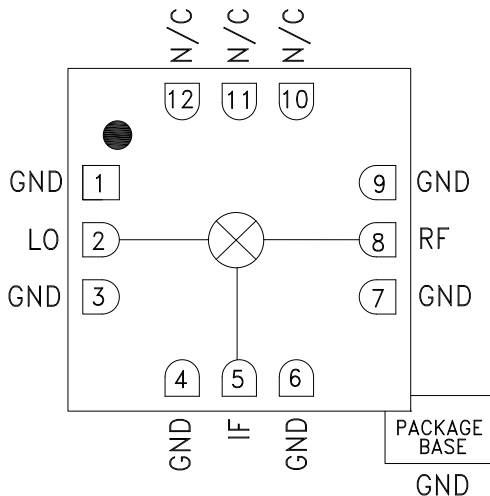 N/C N/C N/C
12 11 10
GND 1 9 GND
LO 2 8 RF
GND 3 7 GND
4 5 6
GND IF GND
PACKAGE
BASE
GND